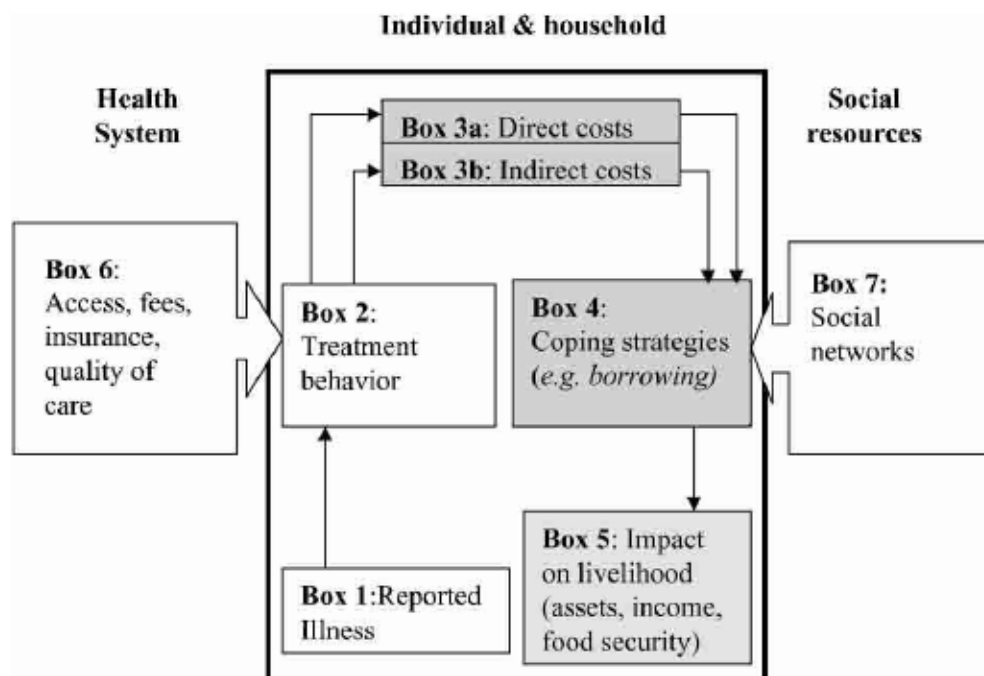 Individual & household
Health
System
Social
resources
Box 3a: Direct costs
Box 3b: Indirect costs
Box 6:
Access, fees,
insurance,
quality of
care
Box 2:
Treatment
behavior
Box 4:
Coping strategies
(e.g. borrowing)
Box 7:
Social
networks
Box 1:Reported
Illness
Box 5: Impact
on livelihood
(assets, income,
food security)